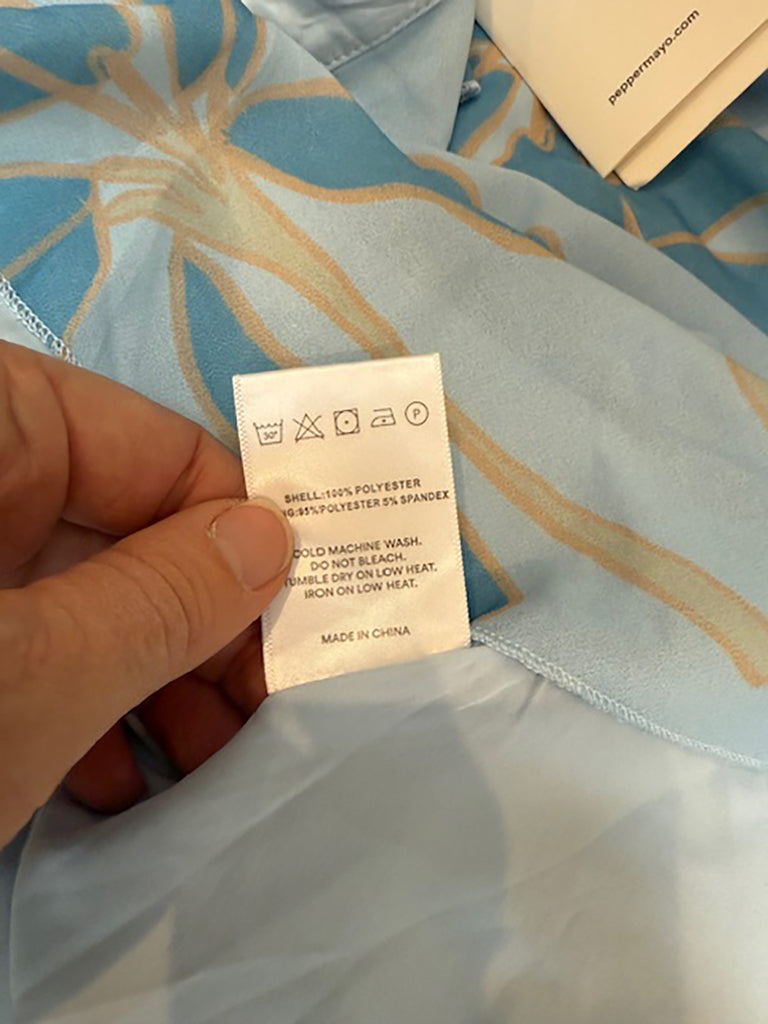 peppermayo.com
30°
P
SHELL:100% POLYESTER
G:95%/POLYESTER 5% SPANDEX
COLD MACHINE WASH.
DO NOT BLEACH.
TUMBLE DRY ON LOW HEAT.
IRON ON LOW HEAT.
MADE IN CHINA